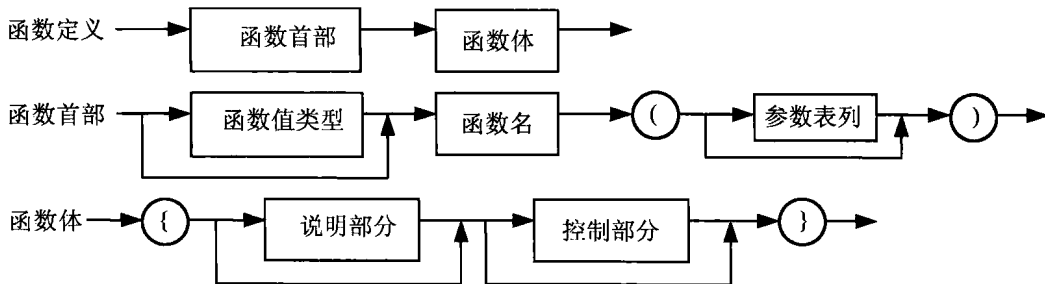 函数定义 函数首部 函数体
函数首部 函数值类型 函数名 ( 参数表列 )
函数体 { 说明部分 控制部分 }